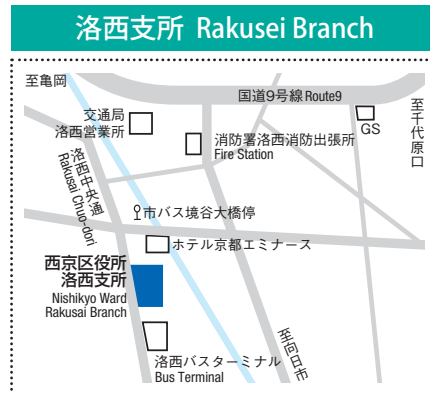 洛西支所 Rakusei Branch
至亀岡
国道9号線 Route9
交通局
洛西営業所
GS
至千代原口
消防署洛西消防出張所
Fire Station
洛西中央通
Rakusai Chuo-dori
市バス境谷大橋停
ホテル京都エミナース
西京区役所
洛西支所
Nishikyo Ward
Rakusai Branch
至向日市
洛西バスターミナル
Bus Terminal